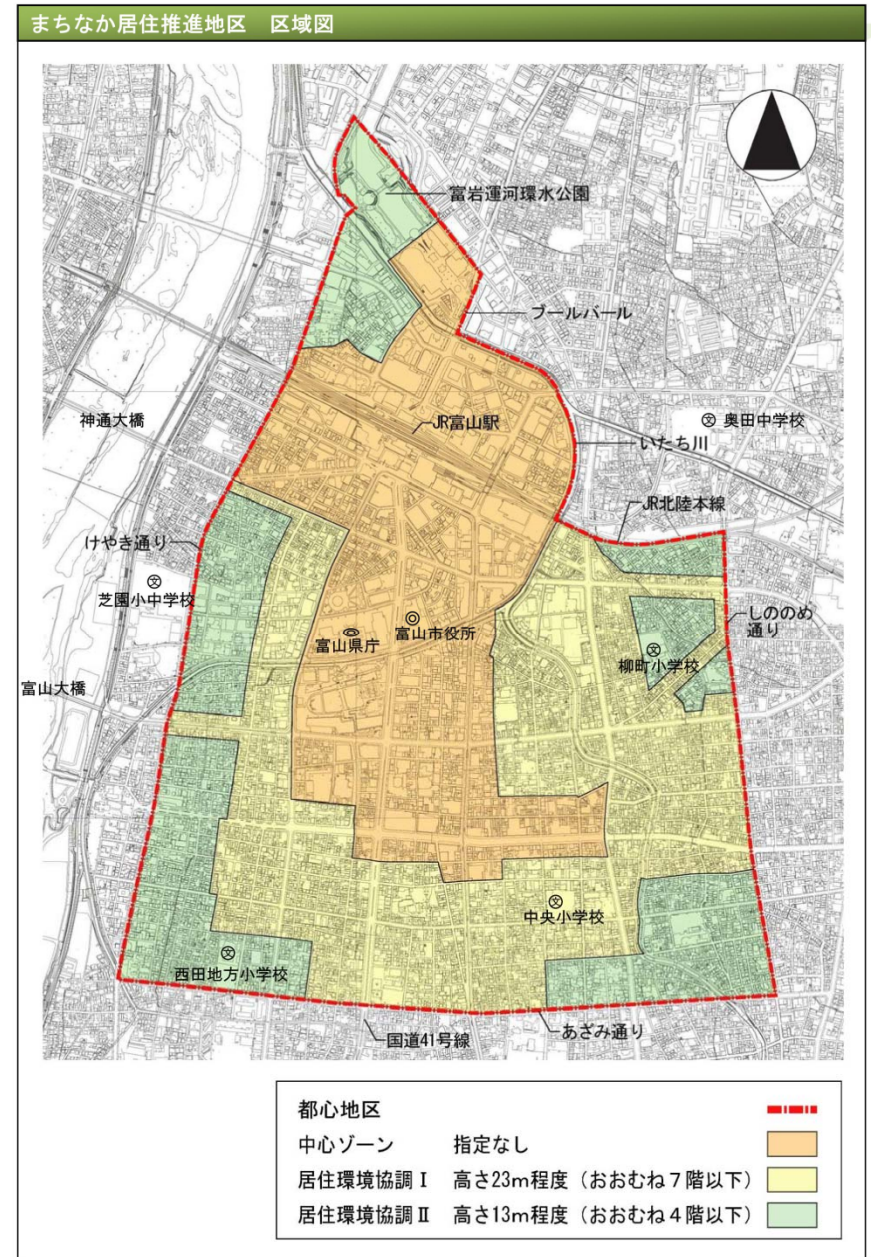 まちなか居住推進地区 区域図
富岩運河環水公園
ブールバール
神通大橋
JR富山駅
奥田中学校
いたち川
JR北陸本線
けやき通り
芝園小中学校
しののめ
通り
富山県庁
富山市役所
柳町小学校
富山大橋
中央小学校
西田地方小学校
あざみ通り
国道41号線
都心地区
中心ゾーン 指定なし
居住環境協調Ⅰ 高さ23m程度（おおむね７階以下）
居住環境協調Ⅱ 高さ13m程度（おおむね４階以下）